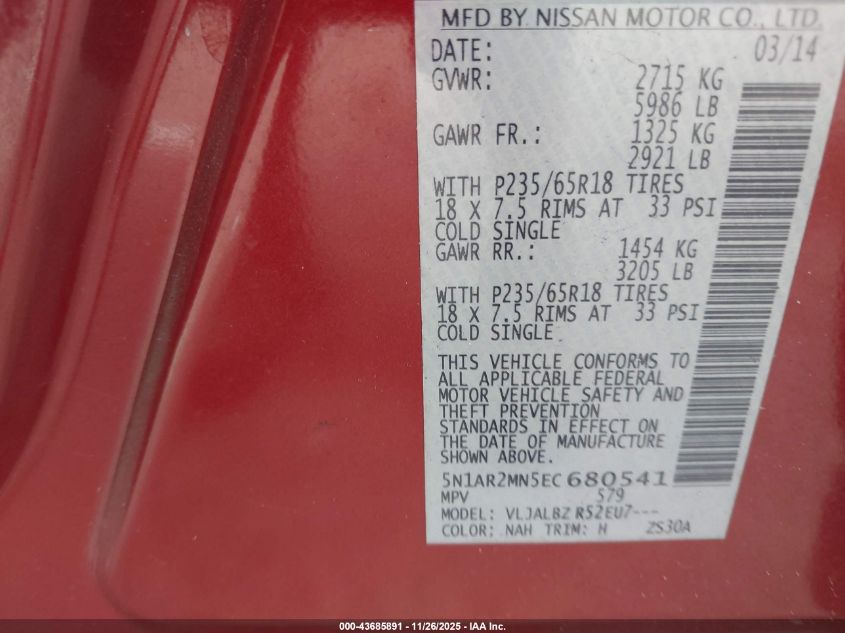 MFD BY NISSAN MOTOR CO., LTD.
DATE: 03/14
GVWR: 2715 KG
5986 LB
GAWR FR.: 1325 KG
2921 LB
WITH P235/65R18 TIRES
18 X 7.5 RIMS AT 33 PSI
COLD SINGLE
GAWR RR.: 1454 KG
3205 LB
WITH P235/65R18 TIRES
18 X 7.5 RIMS AT 33 PSI
COLD SINGLE
THIS VEHICLE CONFORMS TO
ALL APPLICABLE FEDERAL
MOTOR VEHICLE SAFETY AND
THEFT PREVENTION
STANDARDS IN EFFECT ON
THE DATE OF MANUFACTURE
SHOWN ABOVE.
5N1AR2MN5EC680541
MPV 579
MODEL: VLJALBZ R52EU7---
COLOR: NAH TRIM: H ZS30A
000-43685891 - 11/26/2025 - IAA Inc.